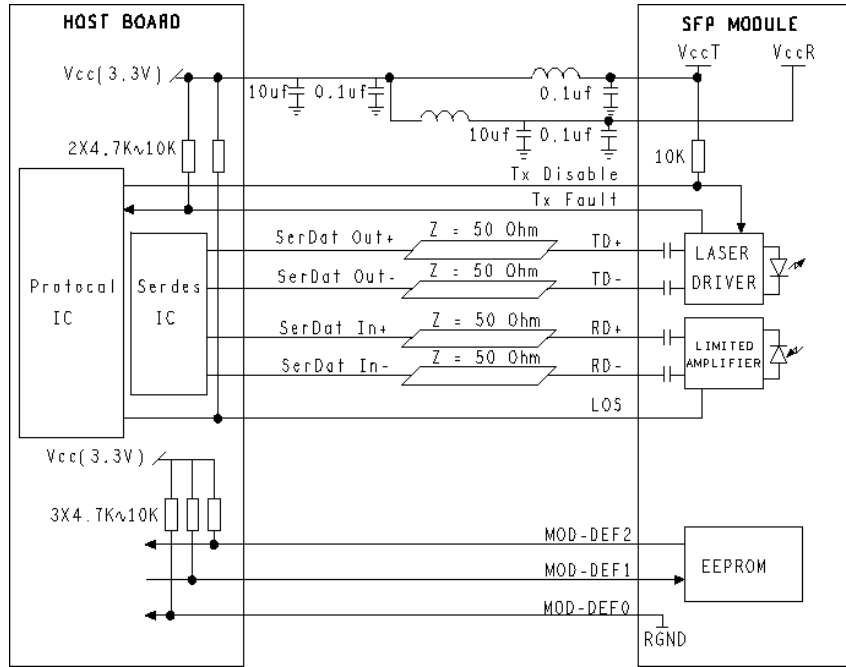 HOST BOARD
SFP MODULE
VccT
VccR
Vcc(3.3V)
10uf
0.1uf
0.1uf
10uf
0.1uf
2X4.7K~10K
10K
Tx Disable
Tx Fault
SerDat Out+
Z = 50 Ohm
TD+
SerDat Out-
Z = 50 Ohm
TD-
LASER
DRIVER
Protocal
IC
Serdes
IC
SerDat In+
Z = 50 Ohm
RD+
SerDat In-
Z = 50 Ohm
RD-
LIMITED
AMPLIFIER
LOS
Vcc(3.3V)
3X4.7K~10K
MOD-DEF2
MOD-DEF1
MOD-DEF0
EEPROM
RGND